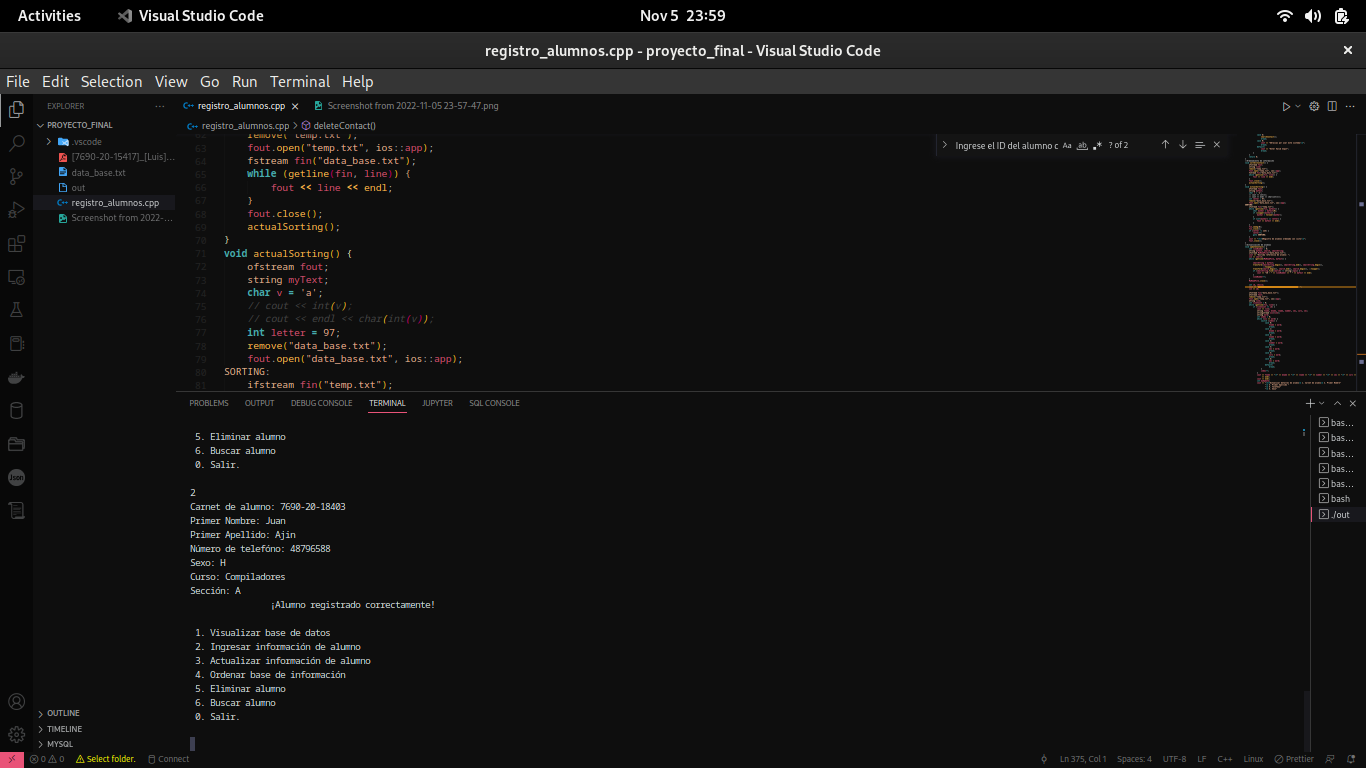 Activities
Visual Studio Code
Nov 5 23:59
registro_alumnos.cpp - proyecto_final - Visual Studio Code
File Edit Selection View Go Run Terminal Help
EXPLORER
PROYECTO_FINAL
.vscode
[7690-20-15417]_[Luis]...
data_base.txt
out
registro_alumnos.cpp
Screenshot from 2022-...
OUTLINE
TIMELINE
MYSQL
registro_alumnos.cpp
Screenshot from 2022-11-05 23-57-47.png
registro_alumnos.cpp > deleteContact()
Ingrese el ID del alumno c
Aa ab
? of 2
remove("temp.txt");
63 fout.open("temp.txt", ios::app);
64 fstream fin("data_base.txt");
65 while (getline(fin, line)) {
66 fout << line << endl;
67 }
68 fout.close();
69 actualSorting();
70 }
71 void actualSorting() {
72 ofstream fout;
73 string myText;
74 char v = 'a';
75 // cout << int(v);
76 // cout << endl << char(int(v));
77 int letter = 97;
78 remove("data_base.txt");
79 fout.open("data_base.txt", ios::app);
80 SORTING:
81 ifstream fin("temp.txt");
PROBLEMS OUTPUT DEBUG CONSOLE TERMINAL JUPYTER SQL CONSOLE
5. Eliminar alumno
6. Buscar alumno
0. Salir.
2
Carnet de alumno: 7690-20-18403
Primer Nombre: Juan
Primer Apellido: Ajin
Número de telefóno: 48796588
Sexo: H
Curso: Compiladores
Sección: A
¡Alumno registrado correctamente!
1. Visualizar base de datos
2. Ingresar información de alumno
3. Actualizar información de alumno
4. Ordenar base de información
5. Eliminar alumno
6. Buscar alumno
0. Salir.
bas...
bas...
bas...
bas...
bas...
bash
./out
Json
0 0 Select folder. Connect
Ln 375, Col 1 Spaces: 4 UTF-8 LF C++ Linux Prettier